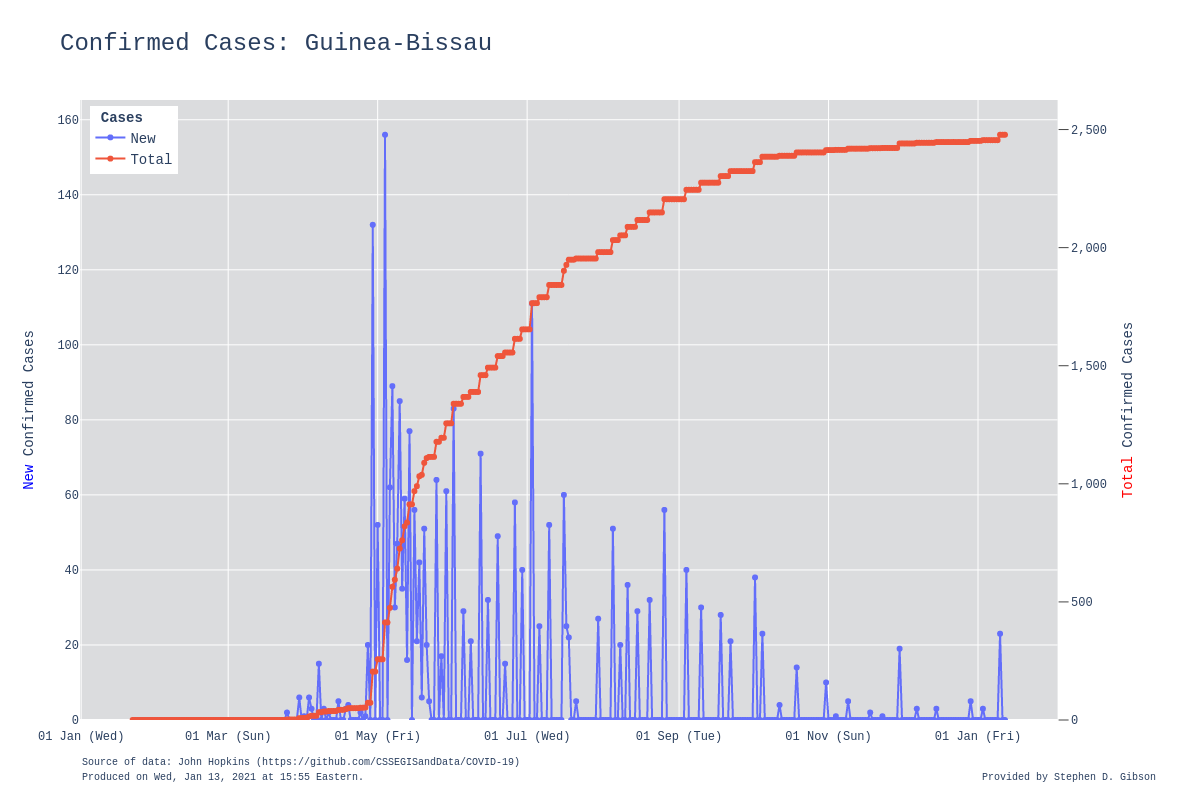 Confirmed Cases: Guinea-Bissau
Cases
New
Total
160
140
120
100
80
60
40
20
0
2,500
2,000
1,500
1,000
500
0
New Confirmed Cases
Total Confirmed Cases
01 Jan (Wed) 01 Mar (Sun) 01 May (Fri) 01 Jul (Wed) 01 Sep (Tue) 01 Nov (Sun) 01 Jan (Fri)
Source of data: John Hopkins (https://github.com/CSSEGISandData/COVID-19)
Produced on Wed, Jan 13, 2021 at 15:55 Eastern.
Provided by Stephen D. Gibson